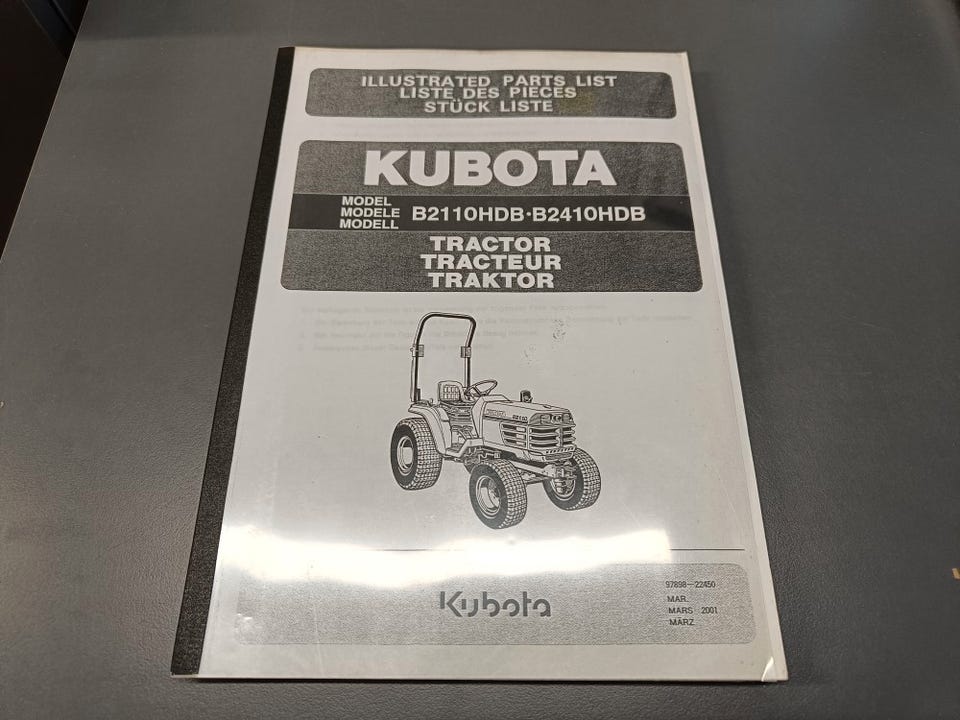 ILLUSTRATED PARTS LIST
LISTE DES PIECES
STÜCK LISTE
KUBOTA
MODEL
MODELE
MODELL
B2110HDB·B2410HDB
TRACTOR
TRACTEUR
TRAKTOR
B2110
Kubota
97898–22450
MAR.
MARS 2001
MÄRZ